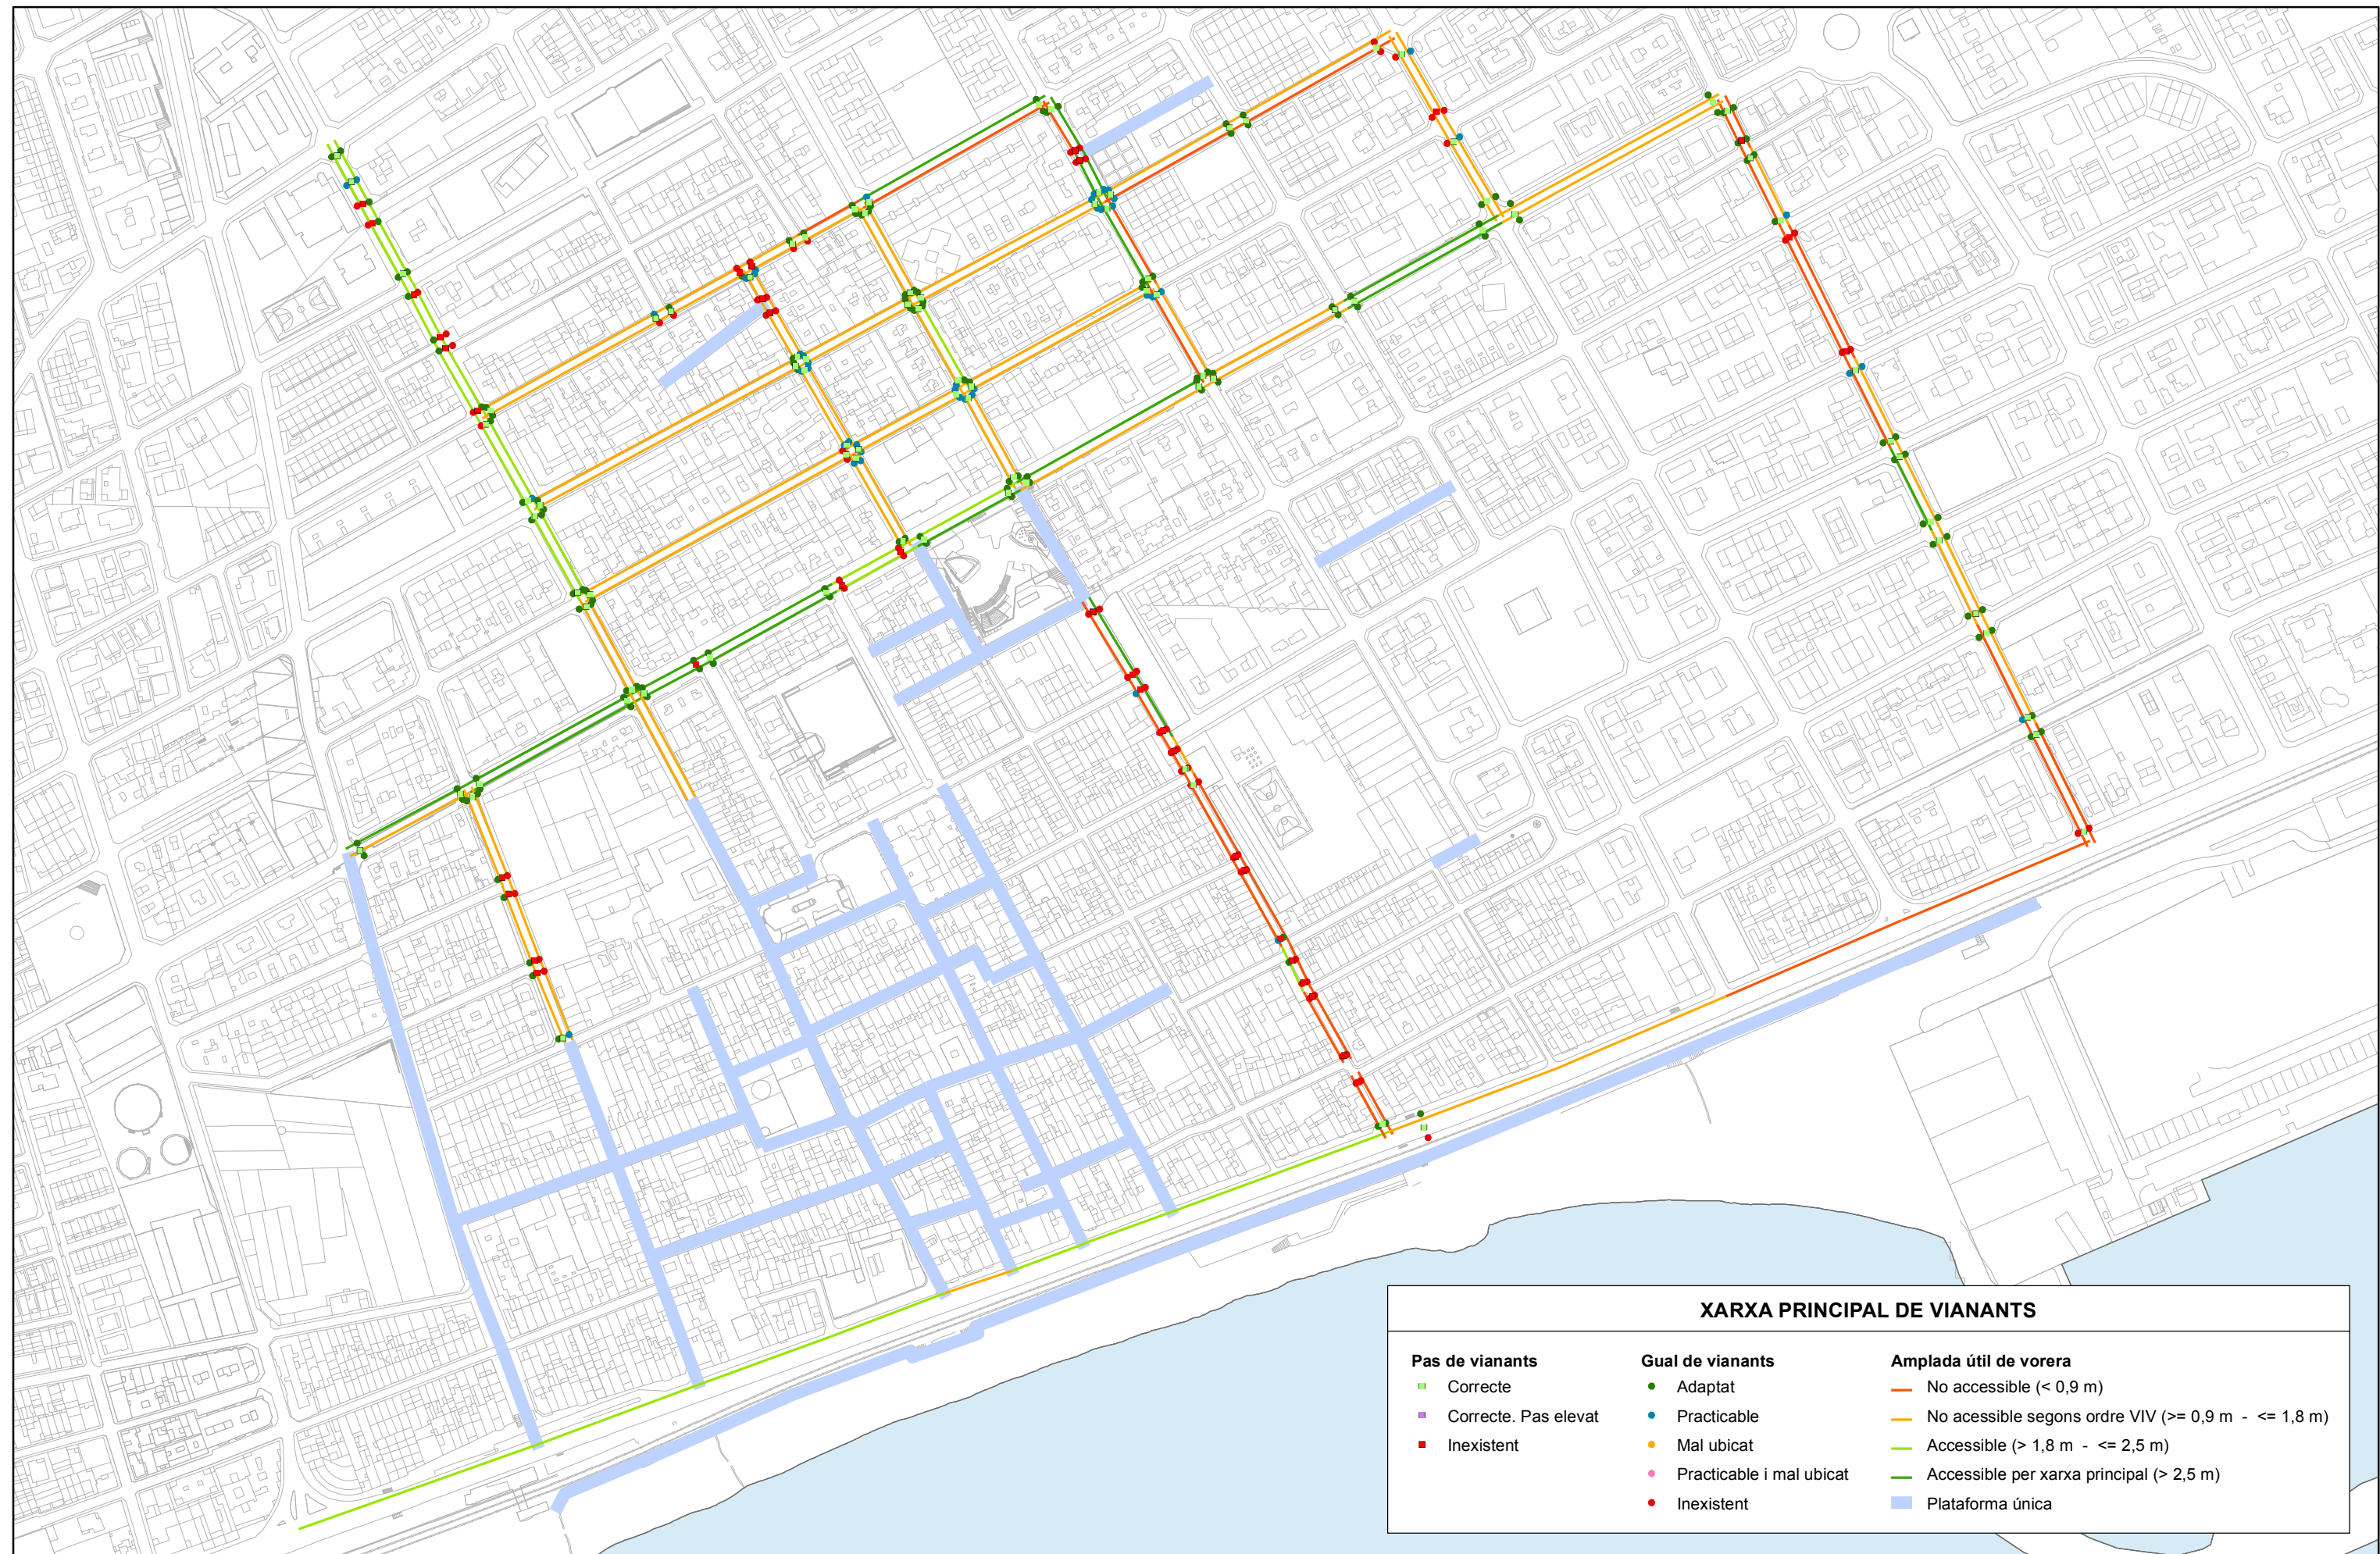 XARXA PRINCIPAL DE VIANANTS
Pas de vianants
Correcte
Correcte. Pas elevat
Inexistent
Gual de vianants
Adaptat
Practicable
Mal ubicat
Practicable i mal ubicat
Inexistent
Amplada útil de vorera
No accessible (< 0,9 m)
No acessible segons ordre VIV (>= 0,9 m - <= 1,8 m)
Accessible (> 1,8 m - <= 2,5 m)
Accessible per xarxa principal (> 2,5 m)
Plataforma única